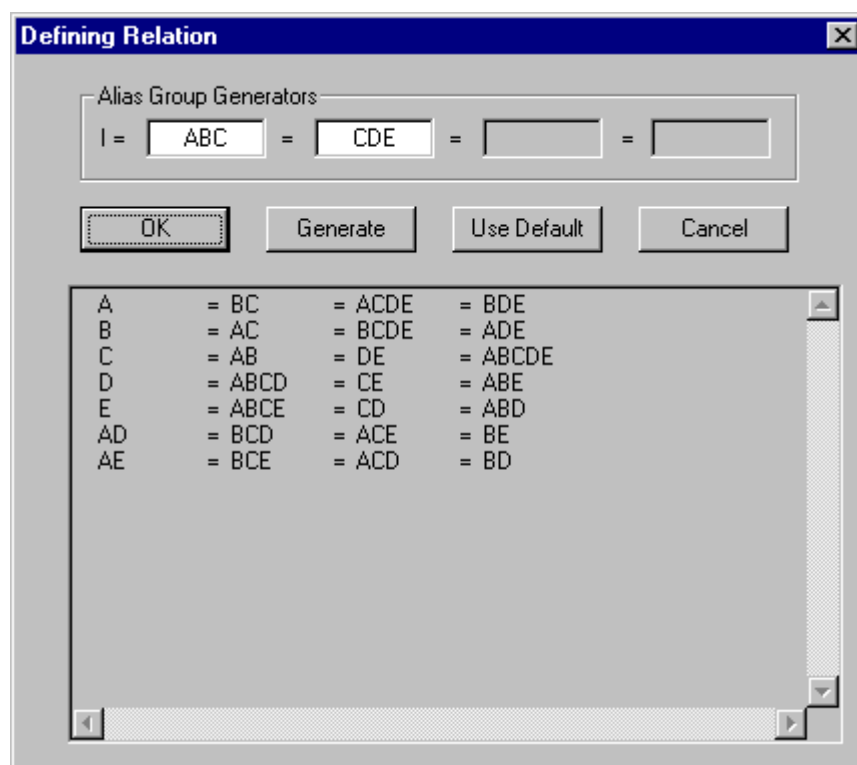 Defining Relation
Alias Group Generators
I = ABC = CDE = =
OK Generate Use Default Cancel
A = BC = ACDE = BDE
B = AC = BCDE = ADE
C = AB = DE = ABCDE
D = ABCD = CE = ABE
E = ABCE = CD = ABD
AD = BCD = ACE = BE
AE = BCE = ACD = BD